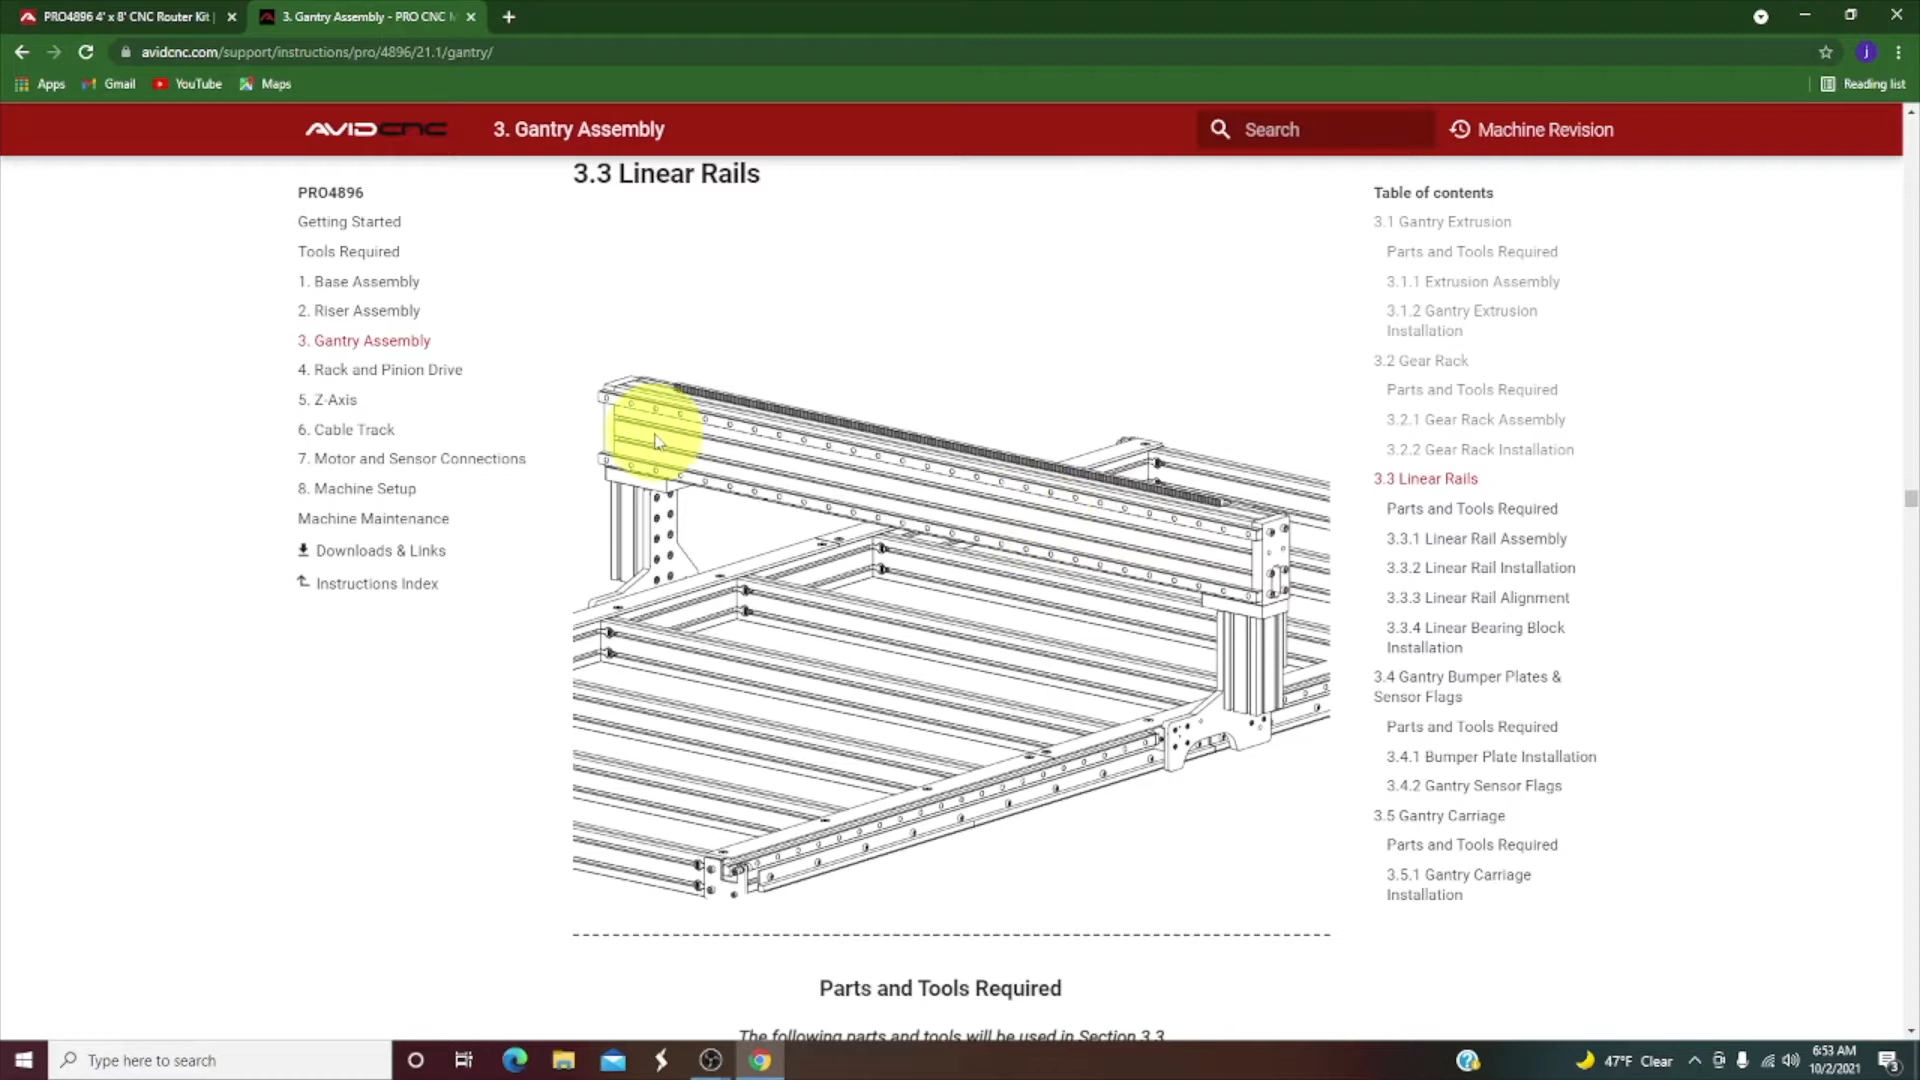 PRO4896 4' x 8' CNC Router Kit |
3. Gantry Assembly - PRO CNC M
avidcnc.com/support/instructions/pro/4896/21.1/gantry/
j
Apps
Gmail
YouTube
Maps
Reading list
AVIDCNC
3. Gantry Assembly
Search
Machine Revision
PRO4896
Getting Started
Tools Required
1. Base Assembly
2. Riser Assembly
3. Gantry Assembly
4. Rack and Pinion Drive
5. Z-Axis
6. Cable Track
7. Motor and Sensor Connections
8. Machine Setup
Machine Maintenance
Downloads & Links
Instructions Index
3.3 Linear Rails
Parts and Tools Required
The following parts and tools will be used in Section 3.3
Table of contents
3.1 Gantry Extrusion
Parts and Tools Required
3.1.1 Extrusion Assembly
3.1.2 Gantry Extrusion
Installation
3.2 Gear Rack
Parts and Tools Required
3.2.1 Gear Rack Assembly
3.2.2 Gear Rack Installation
3.3 Linear Rails
Parts and Tools Required
3.3.1 Linear Rail Assembly
3.3.2 Linear Rail Installation
3.3.3 Linear Rail Alignment
3.3.4 Linear Bearing Block
Installation
3.4 Gantry Bumper Plates &
Sensor Flags
Parts and Tools Required
3.4.1 Bumper Plate Installation
3.4.2 Gantry Sensor Flags
3.5 Gantry Carriage
Parts and Tools Required
3.5.1 Gantry Carriage
Installation
Type here to search
47°F Clear
6:53 AM
10/2/2021
3